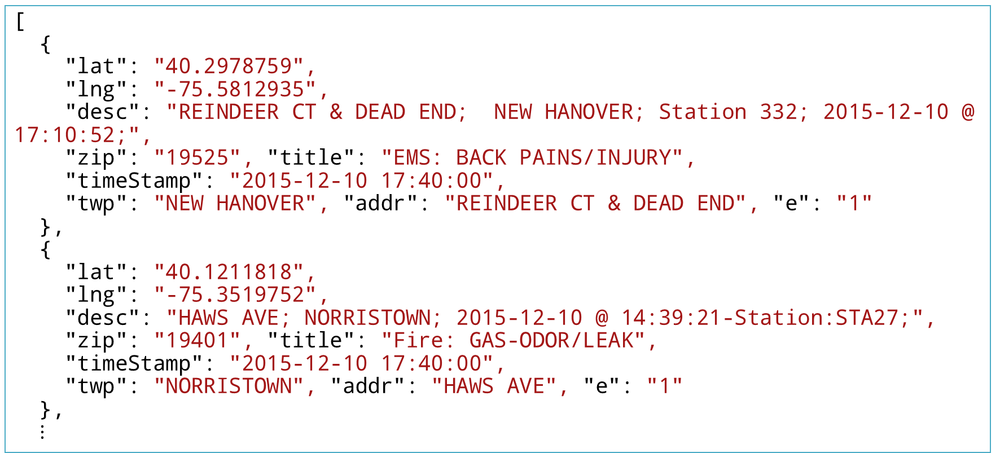 [
  {
    "lat": "40.2978759",
    "lng": "-75.5812935",
    "desc": "REINDEER CT & DEAD END;  NEW HANOVER; Station 332; 2015-12-10 @
17:10:52;",
    "zip": "19525", "title": "EMS: BACK PAINS/INJURY",
    "timeStamp": "2015-12-10 17:40:00",
    "twp": "NEW HANOVER", "addr": "REINDEER CT & DEAD END", "e": "1"
  },
  {
    "lat": "40.1211818",
    "lng": "-75.3519752",
    "desc": "HAWS AVE; NORRISTOWN; 2015-12-10 @ 14:39:21-Station:STA27;",
    "zip": "19401", "title": "Fire: GAS-ODOR/LEAK",
    "timeStamp": "2015-12-10 17:40:00",
    "twp": "NORRISTOWN", "addr": "HAWS AVE", "e": "1"
  },
  ⋮